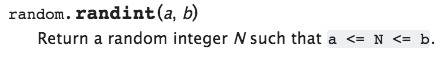 random.randint(a, b)
Return a random integer N such that a <= N <= b.